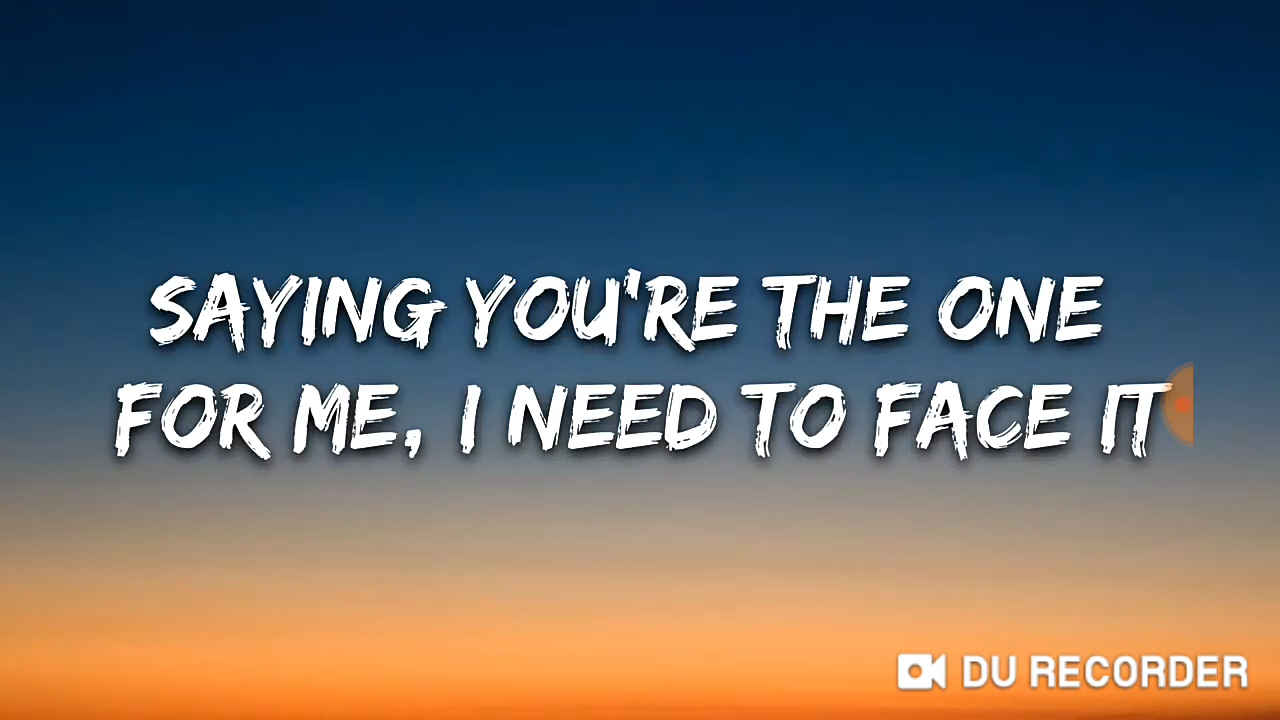 SAYING YOU'RE THE ONE
FOR ME, I NEED TO FACE IT
DU RECORDER